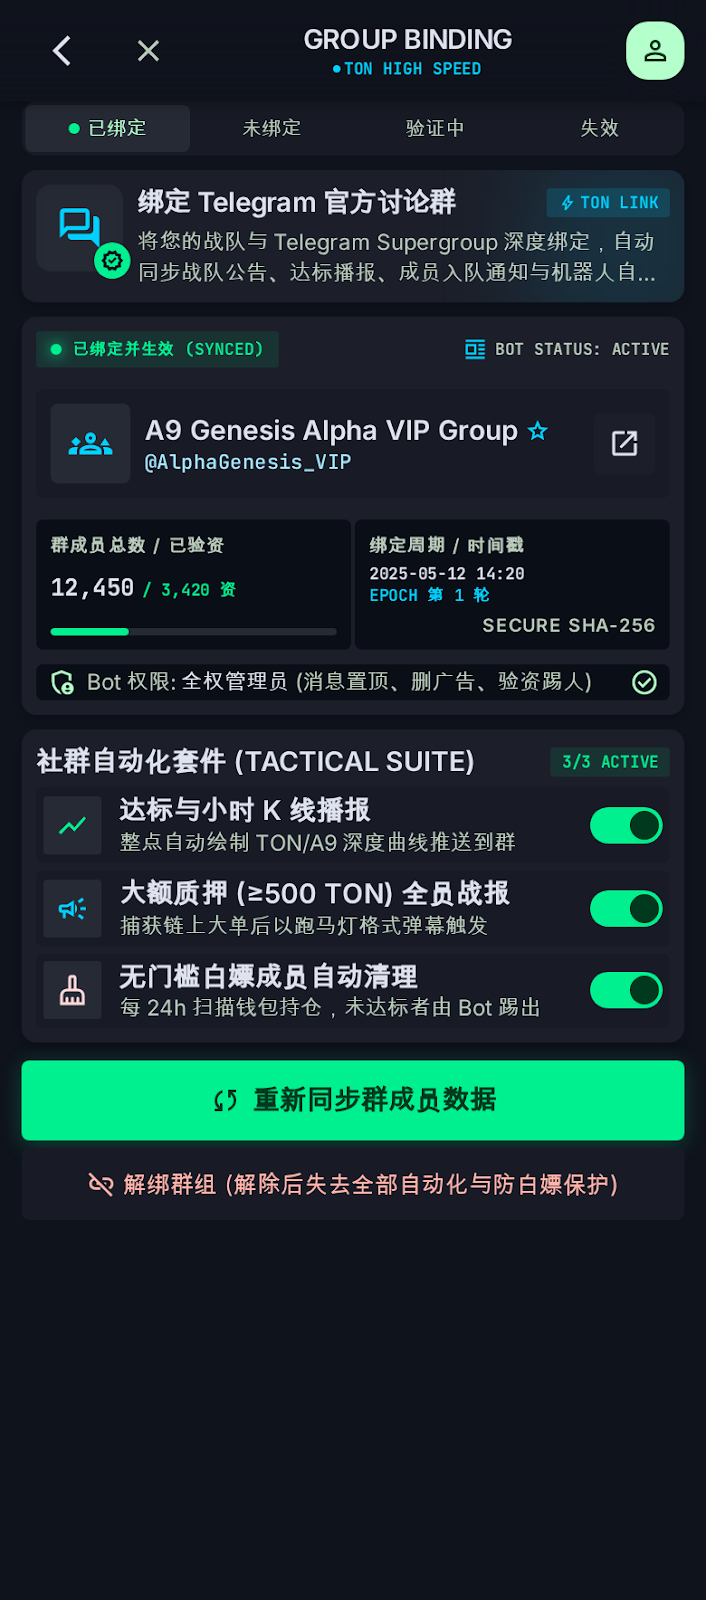 GROUP BINDING
TON HIGH SPEED
已绑定
未绑定
验证中
失效
绑定 Telegram 官方讨论群
TON LINK
将您的战队与 Telegram Supergroup 深度绑定，自动
同步战队公告、达标播报、成员入队通知与机器人自...
已绑定并生效 (SYNCED)
BOT STATUS: ACTIVE
A9 Genesis Alpha VIP Group
@AlphaGenesis_VIP
群成员总数 / 已验资
12,450 / 3,420 资
绑定周期 / 时间戳
2025-05-12 14:20
EPOCH 第 1 轮
SECURE SHA-256
Bot 权限: 全权管理员 (消息置顶、删广告、验资踢人)
社群自动化套件 (TACTICAL SUITE)
3/3 ACTIVE
达标与小时 K 线播报
整点自动绘制 TON/A9 深度曲线推送到群
大额质押 (≥500 TON) 全员战报
捕获链上大单后以跑马灯格式弹幕触发
无门槛白嫖成员自动清理
每 24h 扫描钱包持仓，未达标者由 Bot 踢出
重新同步群成员数据
解绑群组 (解除后失去全部自动化与防白嫖保护)